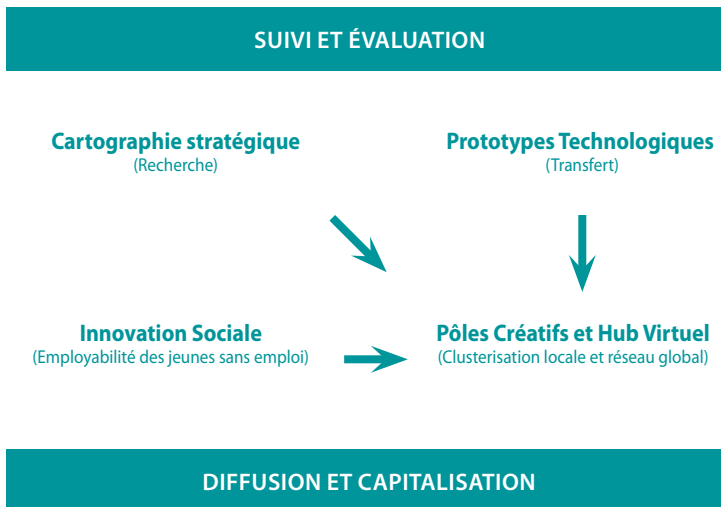 SUIVI ET ÉVALUATION
Cartographie stratégique
(Recherche)
Prototypes Technologiques
(Transfert)
Innovation Sociale
(Employabilité des jeunes sans emploi)
Pôles Créatifs et Hub Virtuel
(Clusterisation locale et réseau global)
DIFFUSION ET CAPITALISATION